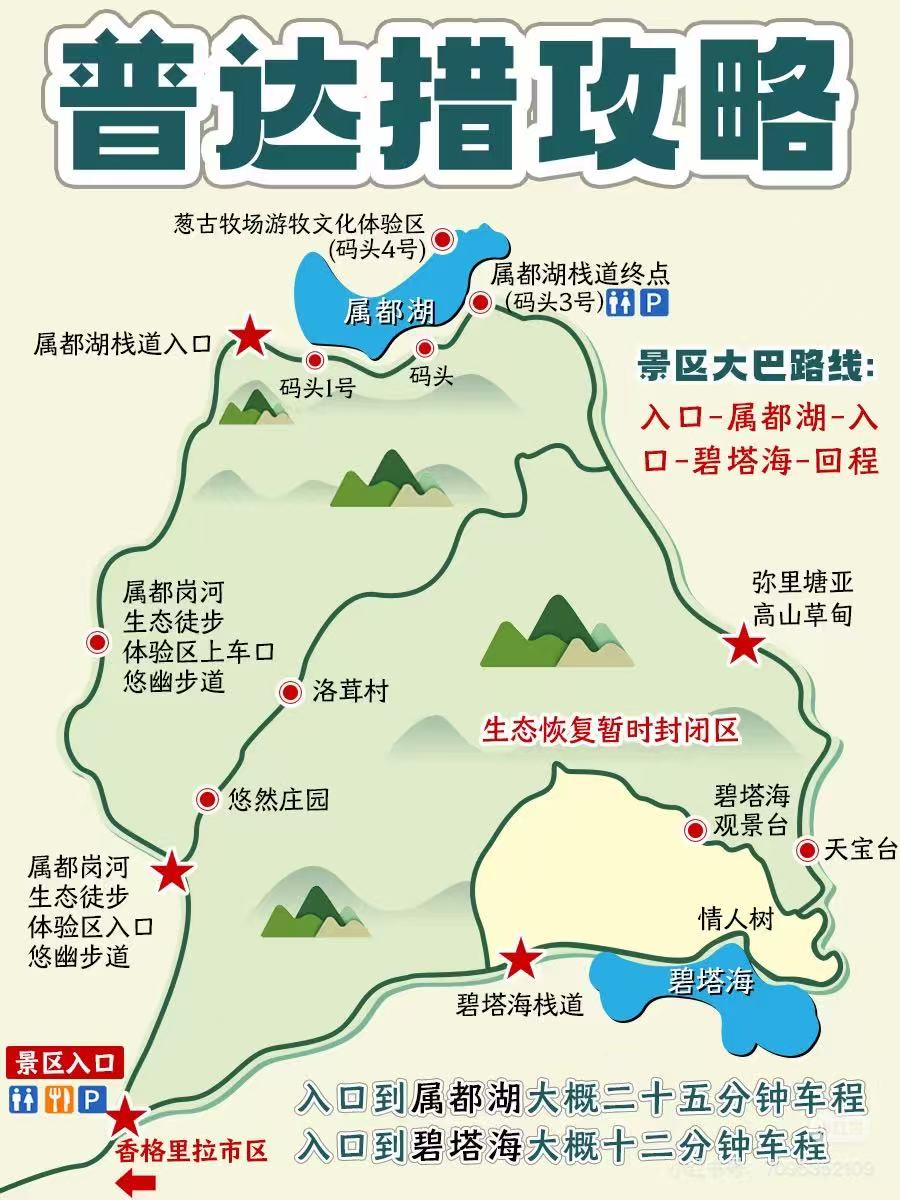 普达措攻略
葱古牧场游牧文化体验区
(码头4号)
属都湖
属都湖栈道终点
(码头3号)
P
属都湖栈道入口
码头1号
码头
景区大巴路线:
入口-属都湖-入
口-碧塔海-回程
属都岗河
生态徒步
体验区上车口
悠幽步道
弥里塘亚
高山草甸
洛茸村
生态恢复暂时封闭区
悠然庄园
碧塔海
观景台
天宝台
属都岗河
生态徒步
体验区入口
悠幽步道
情人树
碧塔海
碧塔海栈道
景区入口
P
香格里拉市区
入口到属都湖大概二十五分钟车程
入口到碧塔海大概十二分钟车程